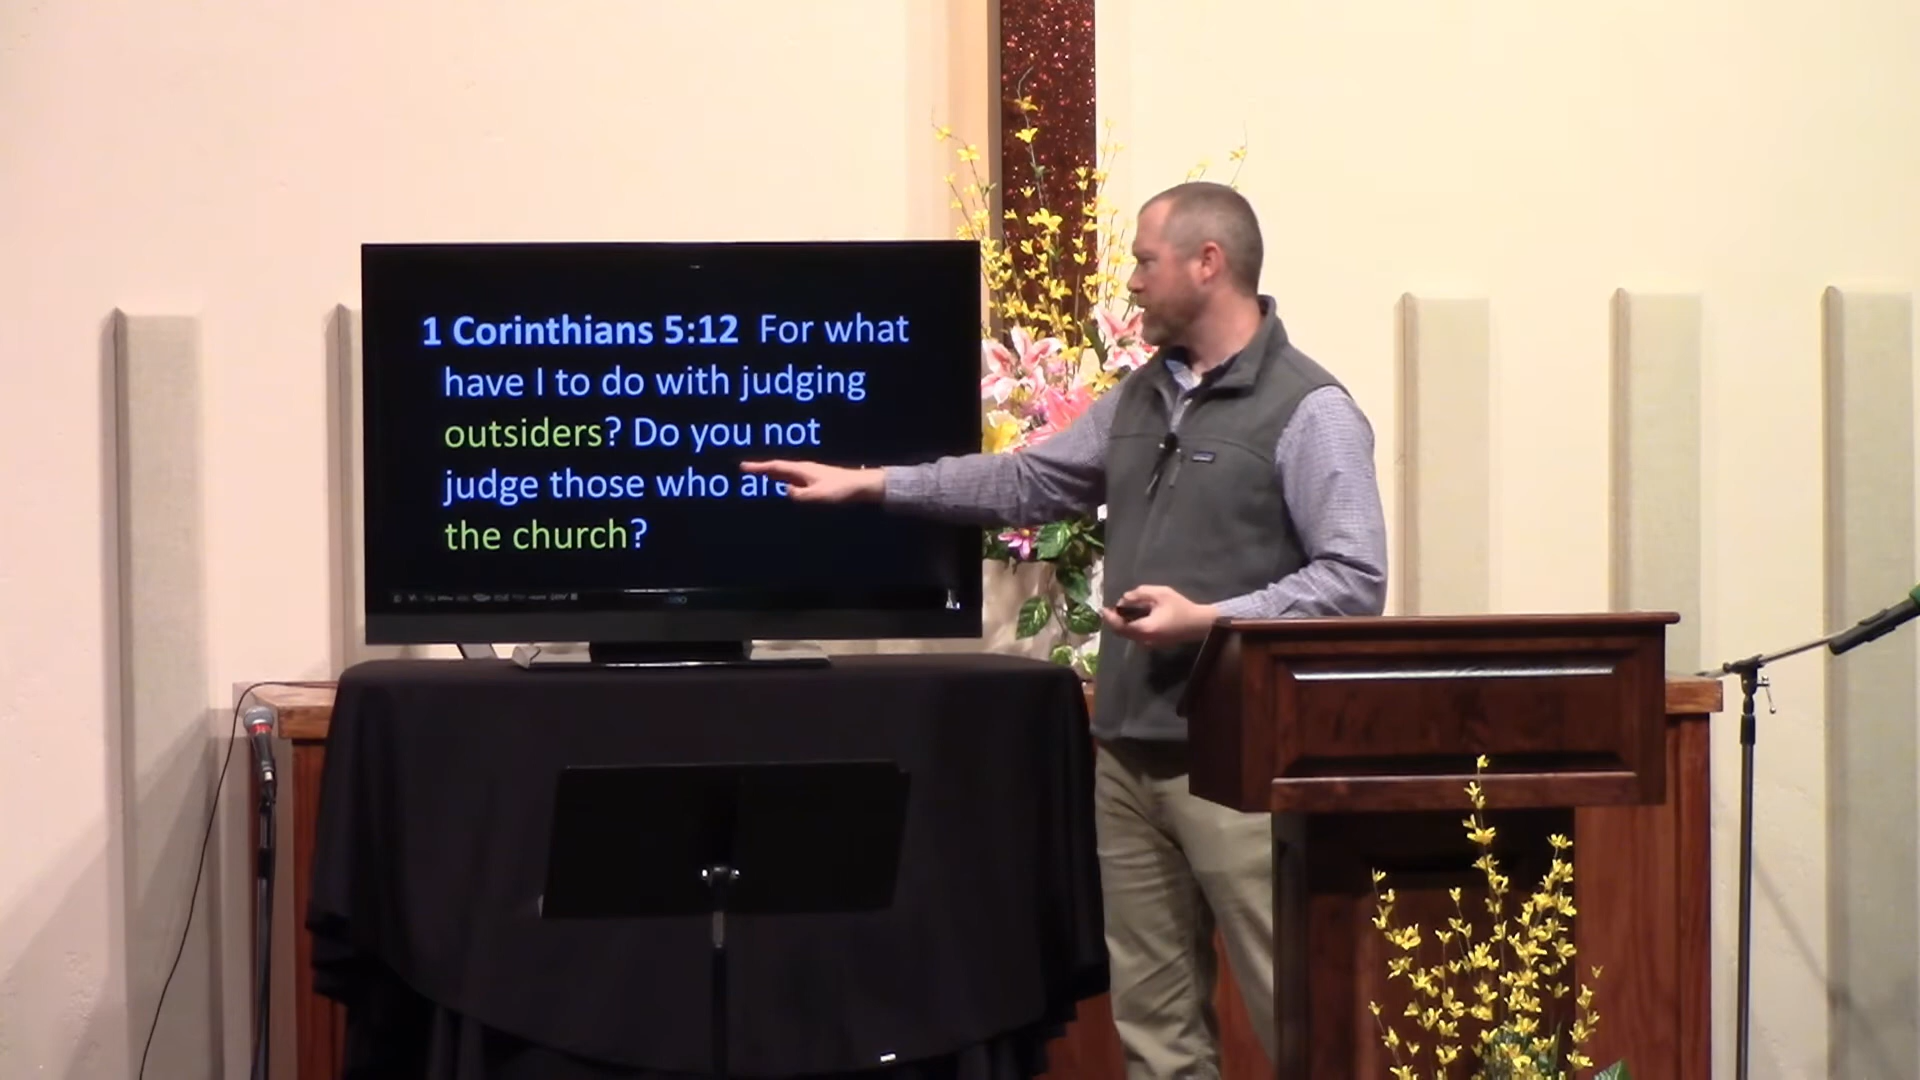 1 Corinthians 5:12 For what
have I to do with judging
outsiders? Do you not
judge those who are
the church?